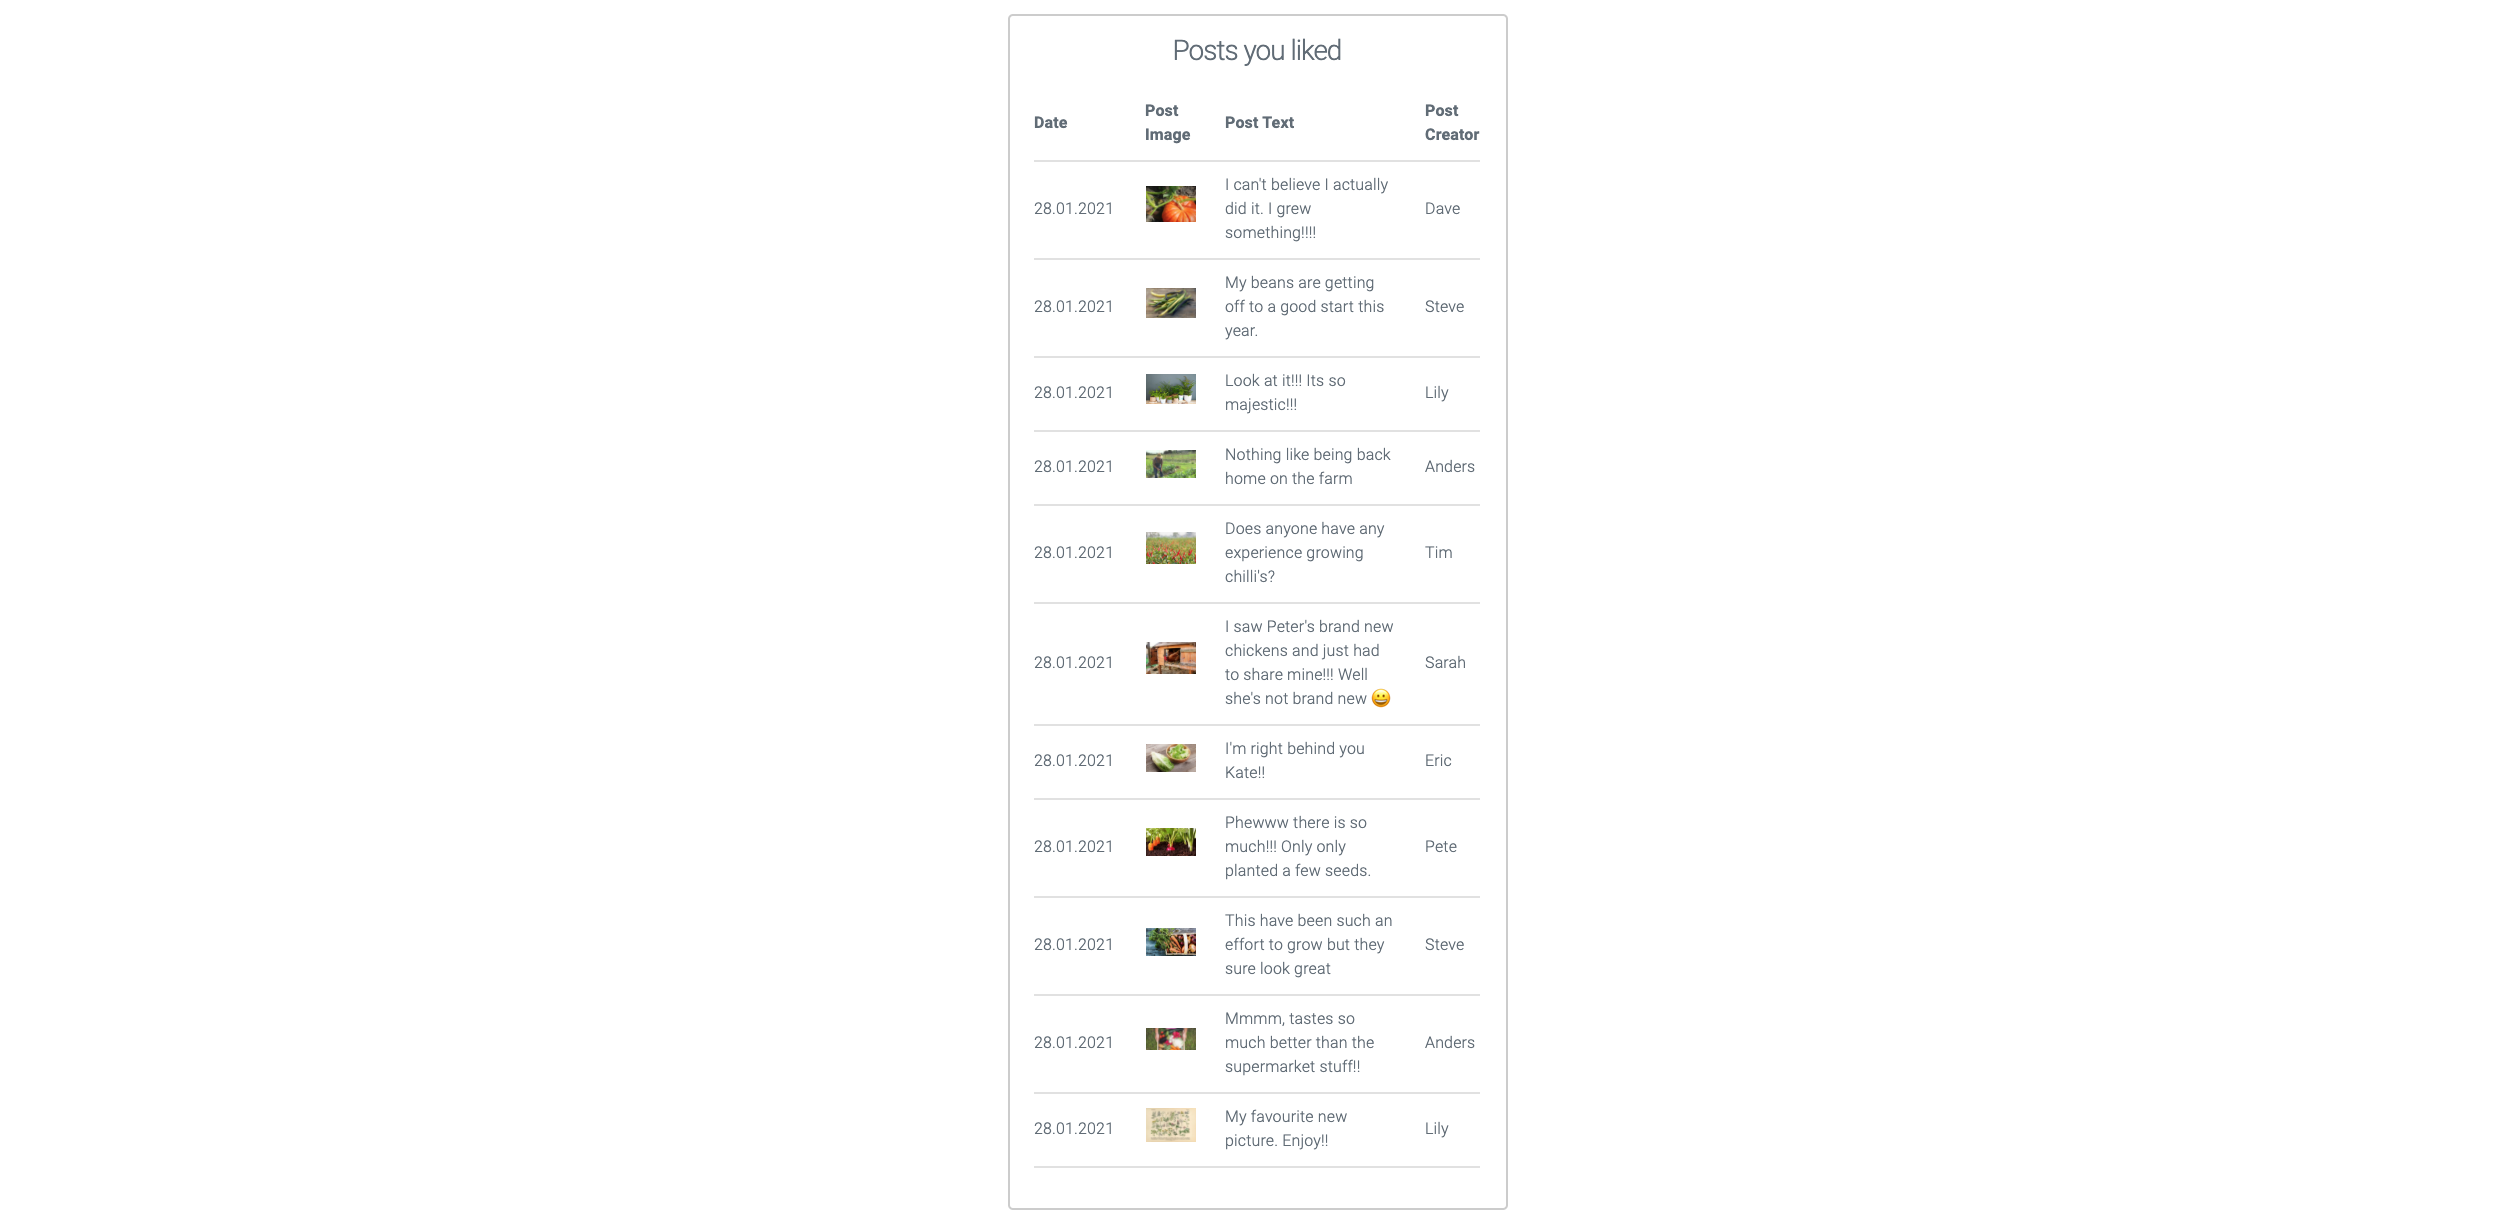 Posts you liked
Date
Post
Image
Post Text
Post
Creator
28.01.2021
I can't believe I actually
did it. I grew
something!!!!
Dave
28.01.2021
My beans are getting
off to a good start this
year.
Steve
28.01.2021
Look at it!!! Its so
majestic!!!
Lily
28.01.2021
Nothing like being back
home on the farm
Anders
28.01.2021
Does anyone have any
experience growing
chilli's?
Tim
28.01.2021
I saw Peter's brand new
chickens and just had
to share mine!!! Well
she's not brand new 😀
Sarah
28.01.2021
I'm right behind you
Kate!!
Eric
28.01.2021
Phewww there is so
much!!! Only only
planted a few seeds.
Pete
28.01.2021
This have been such an
effort to grow but they
sure look great
Steve
28.01.2021
Mmmm, tastes so
much better than the
supermarket stuff!!
Anders
28.01.2021
My favourite new
picture. Enjoy!!
Lily